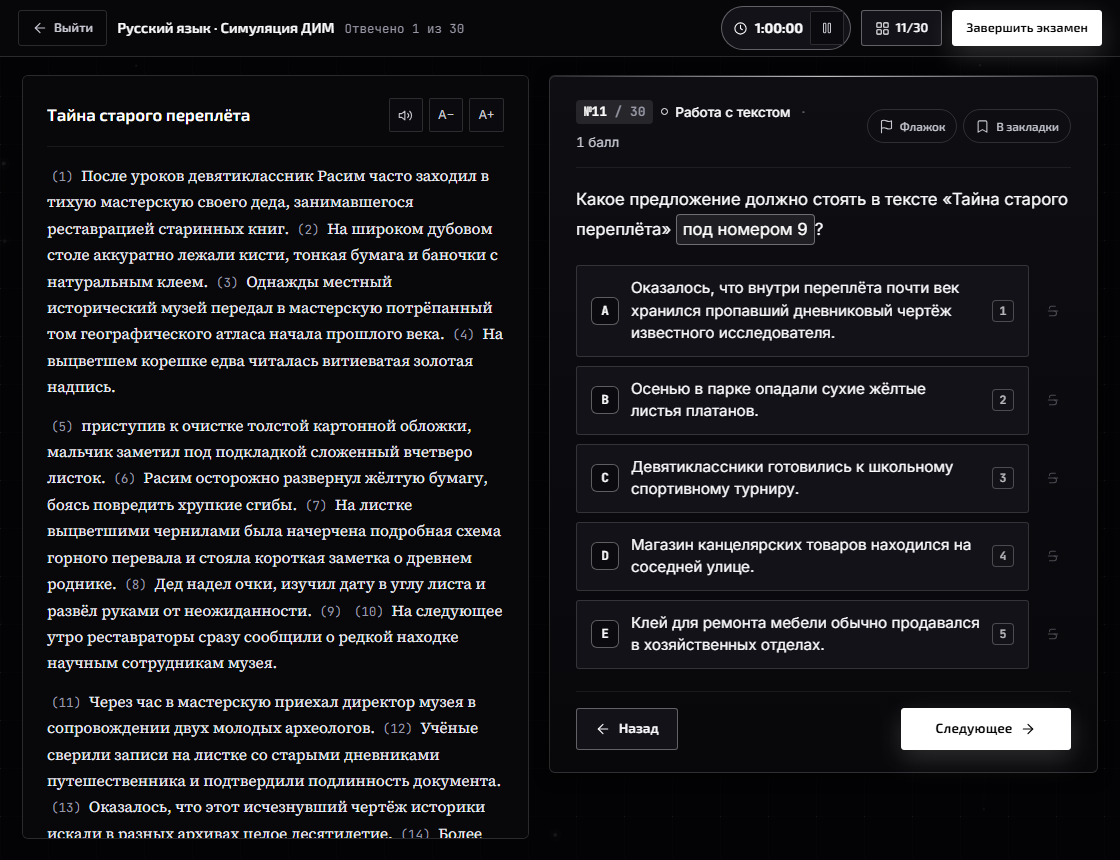 Выйти
Русский язык · Симуляция ДИМ
Отвечено 1 из 30
1:00:00
11/30
Завершить экзамен
Тайна старого переплёта
A−
A+
(1) После уроков девятиклассник Расим часто заходил в
тихую мастерскую своего деда, занимавшегося
реставрацией старинных книг. (2) На широком дубовом
столе аккуратно лежали кисти, тонкая бумага и баночки с
натуральным клеем. (3) Однажды местный
исторический музей передал в мастерскую потрёпанный
том географического атласа начала прошлого века. (4) На
выцветшем корешке едва читалась витиеватая золотая
надпись.
(5) приступив к очистке толстой картонной обложки,
мальчик заметил под подкладкой сложенный вчетверо
листок. (6) Расим осторожно развернул жёлтую бумагу,
боясь повредить хрупкие сгибы. (7) На листке
выцветшими чернилами была начерчена подробная схема
горного перевала и стояла короткая заметка о древнем
роднике. (8) Дед надел очки, изучил дату в углу листа и
развёл руками от неожиданности. (9) (10) На следующее
утро реставраторы сразу сообщили о редкой находке
научным сотрудникам музея.
(11) Через час в мастерскую приехал директор музея в
сопровождении двух молодых археологов. (12) Учёные
сверили записи на листке со старыми дневниками
путешественника и подтвердили подлинность документа.
(13) Оказалось, что этот исчезнувший чертёж историки
искали в разных архивах целое десятилетие. (14) Более
№11 / 30
Работа с текстом ·
1 балл
Флажок
В закладки
Какое предложение должно стоять в тексте «Тайна старого
переплёта» под номером 9?
A
Оказалось, что внутри переплёта почти век
хранился пропавший дневниковый чертёж
известного исследователя.
1
B
Осенью в парке опадали сухие жёлтые
листья платанов.
2
C
Девятиклассники готовились к школьному
спортивному турниру.
3
D
Магазин канцелярских товаров находился на
соседней улице.
4
E
Клей для ремонта мебели обычно продавался
в хозяйственных отделах.
5
Назад
Следующее